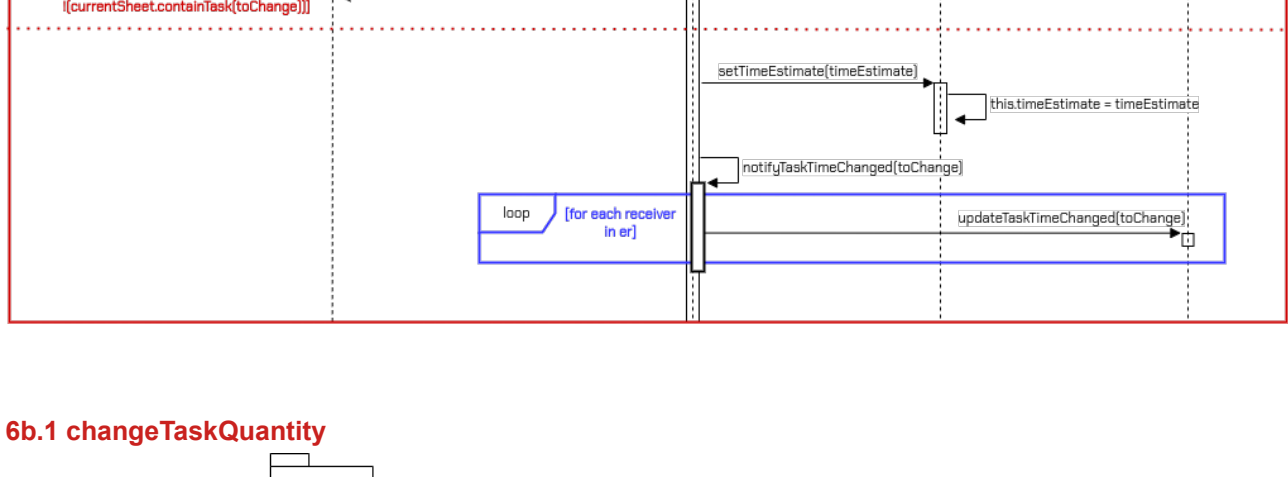 !(currentSheet.containTask(toChange))]
setTimeEstimate(timeEstimate)
this.timeEstimate = timeEstimate
notifyTaskTimeChanged(toChange)
loop
[for each receiver
in er]
updateTaskTimeChanged(toChange)
6b.1 changeTaskQuantity